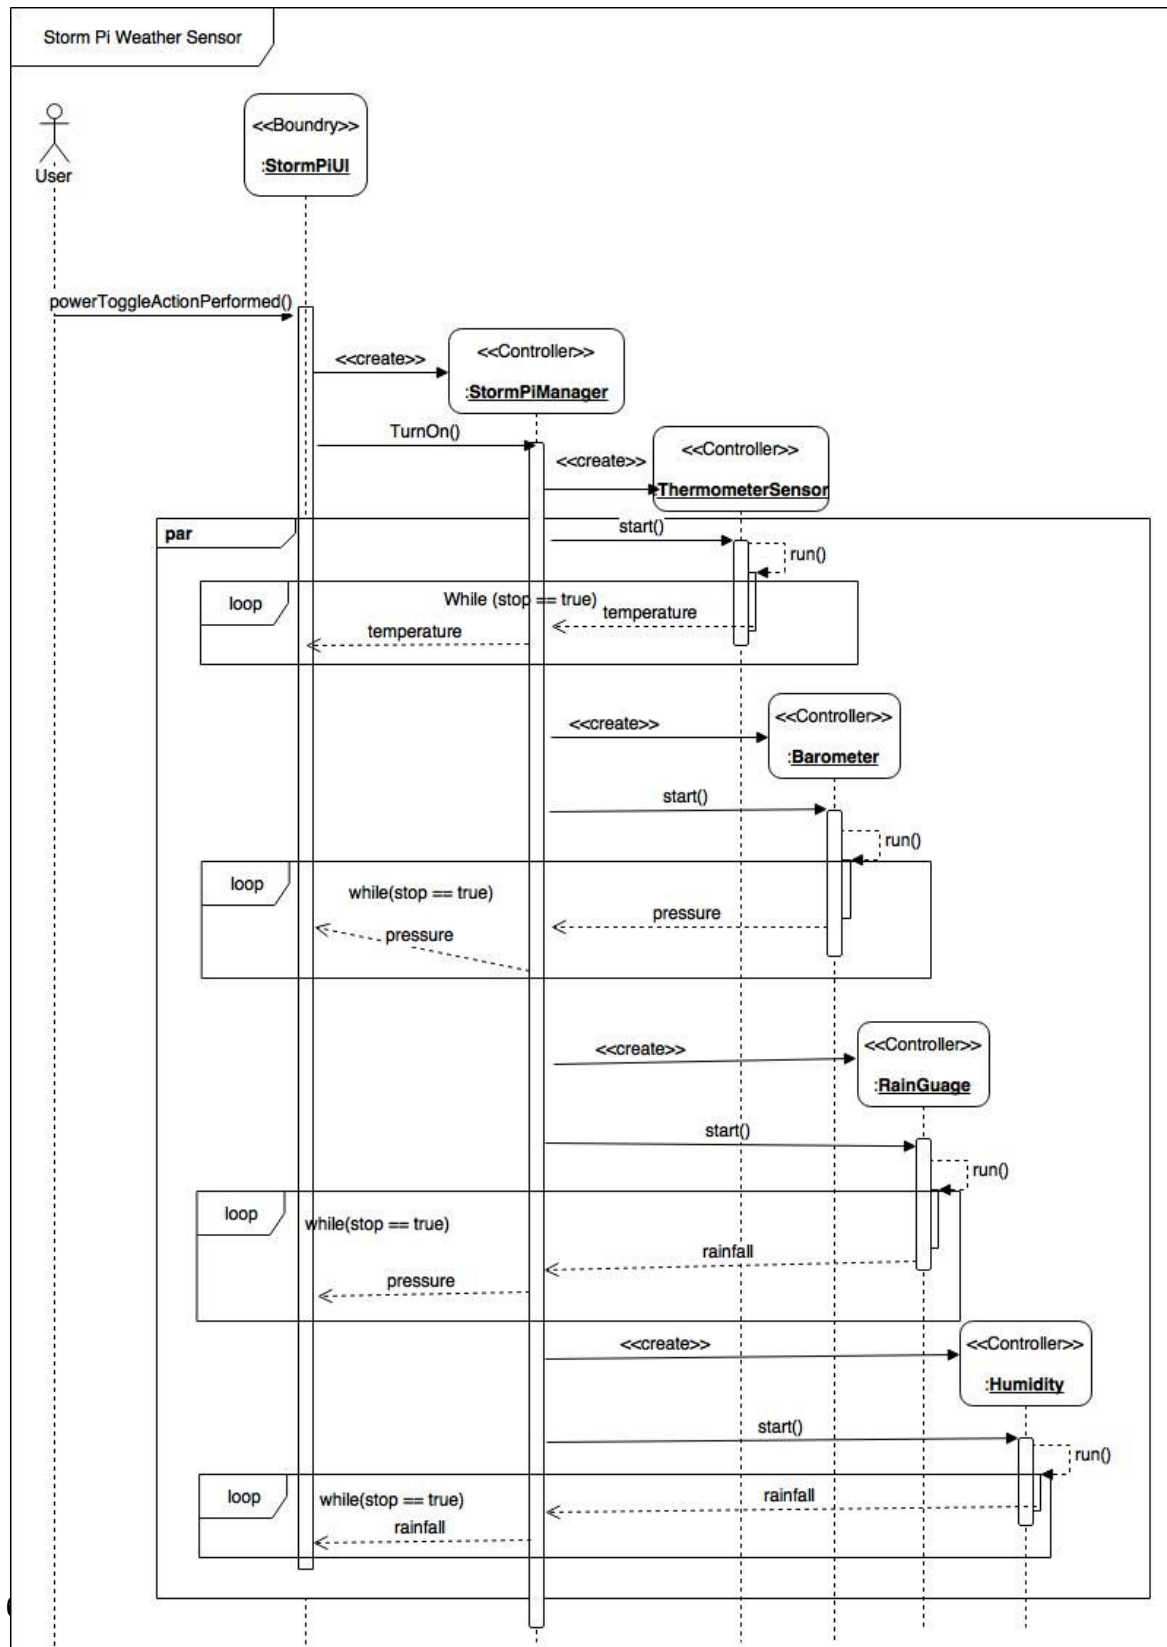 Storm Pi Weather Sensor
<<Boundry>>
:StormPiUI
User
powerToggleActionPerformed()
<<create>>
<<Controller>>
:StormPiManager
TurnOn()
<<create>>
<<Controller>>
ThermometerSensor
par
start()
run()
loop
While (stop == true)
temperature
temperature
<<create>>
<<Controller>>
:Barometer
start()
run()
loop
while(stop == true)
pressure
pressure
<<create>>
<<Controller>>
:RainGuage
start()
run()
loop
while(stop == true)
rainfall
pressure
<<create>>
<<Controller>>
:Humidity
start()
run()
loop
while(stop == true)
rainfall
rainfall